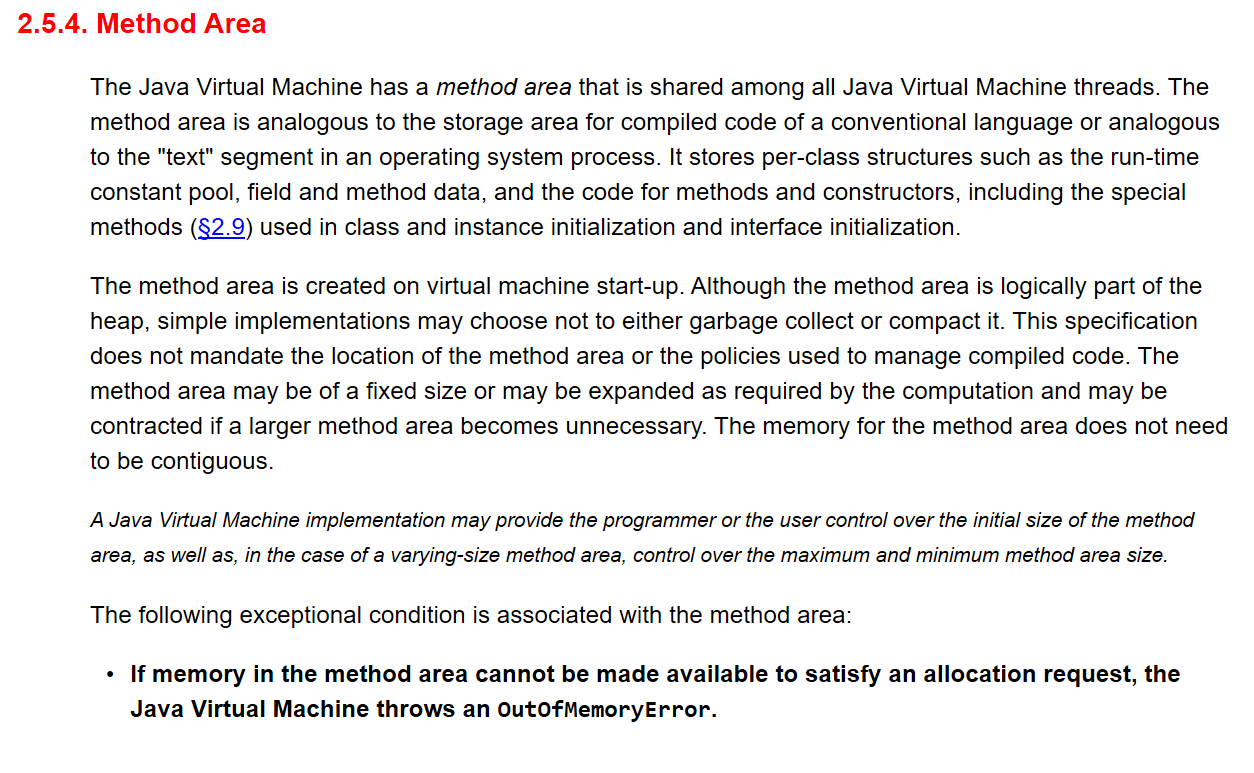 2.5.4. Method Area
The Java Virtual Machine has a method area that is shared among all Java Virtual Machine threads. The
method area is analogous to the storage area for compiled code of a conventional language or analogous
to the "text" segment in an operating system process. It stores per-class structures such as the run-time
constant pool, field and method data, and the code for methods and constructors, including the special
methods (§2.9) used in class and instance initialization and interface initialization.
The method area is created on virtual machine start-up. Although the method area is logically part of the
heap, simple implementations may choose not to either garbage collect or compact it. This specification
does not mandate the location of the method area or the policies used to manage compiled code. The
method area may be of a fixed size or may be expanded as required by the computation and may be
contracted if a larger method area becomes unnecessary. The memory for the method area does not need
to be contiguous.
A Java Virtual Machine implementation may provide the programmer or the user control over the initial size of the method
area, as well as, in the case of a varying-size method area, control over the maximum and minimum method area size.
The following exceptional condition is associated with the method area:
• If memory in the method area cannot be made available to satisfy an allocation request, the
Java Virtual Machine throws an OutOfMemoryError.